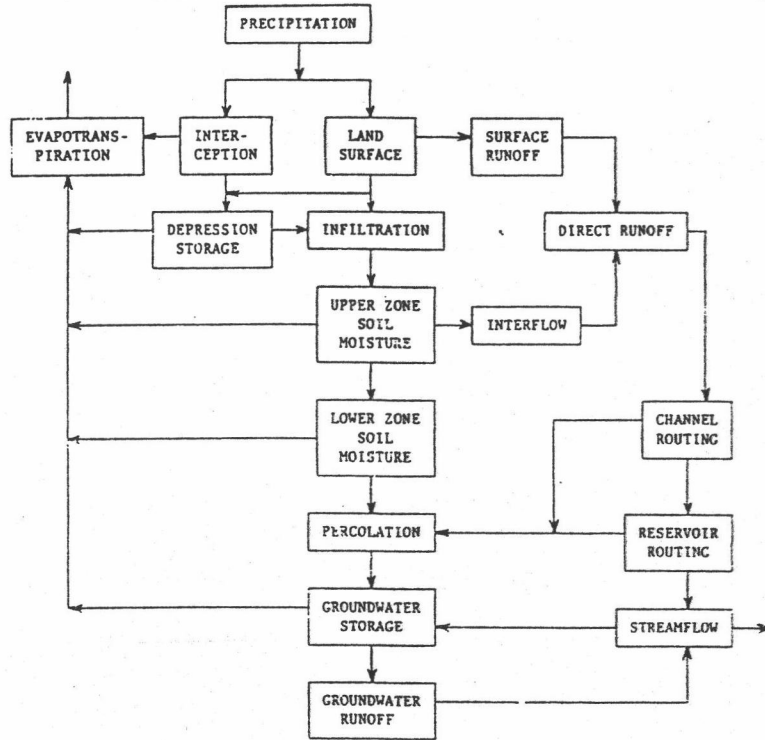 PRECIPITATION
EVAPOTRANS-
PIRATION
INTER-
CEPTION
LAND
SURFACE
SURFACE
RUNOFF
DEPRESSION
STORAGE
INFILTRATION
DIRECT RUNOFF
UPPER ZONE
SOIL
MOISTURE
INTERFLOW
LOWER ZONE
SOIL
MOISTURE
CHANNEL
ROUTING
PERCOLATION
RESERVOIR
ROUTING
GROUNDWATER
STORAGE
STREAMFLOW
GROUNDWATER
RUNOFF